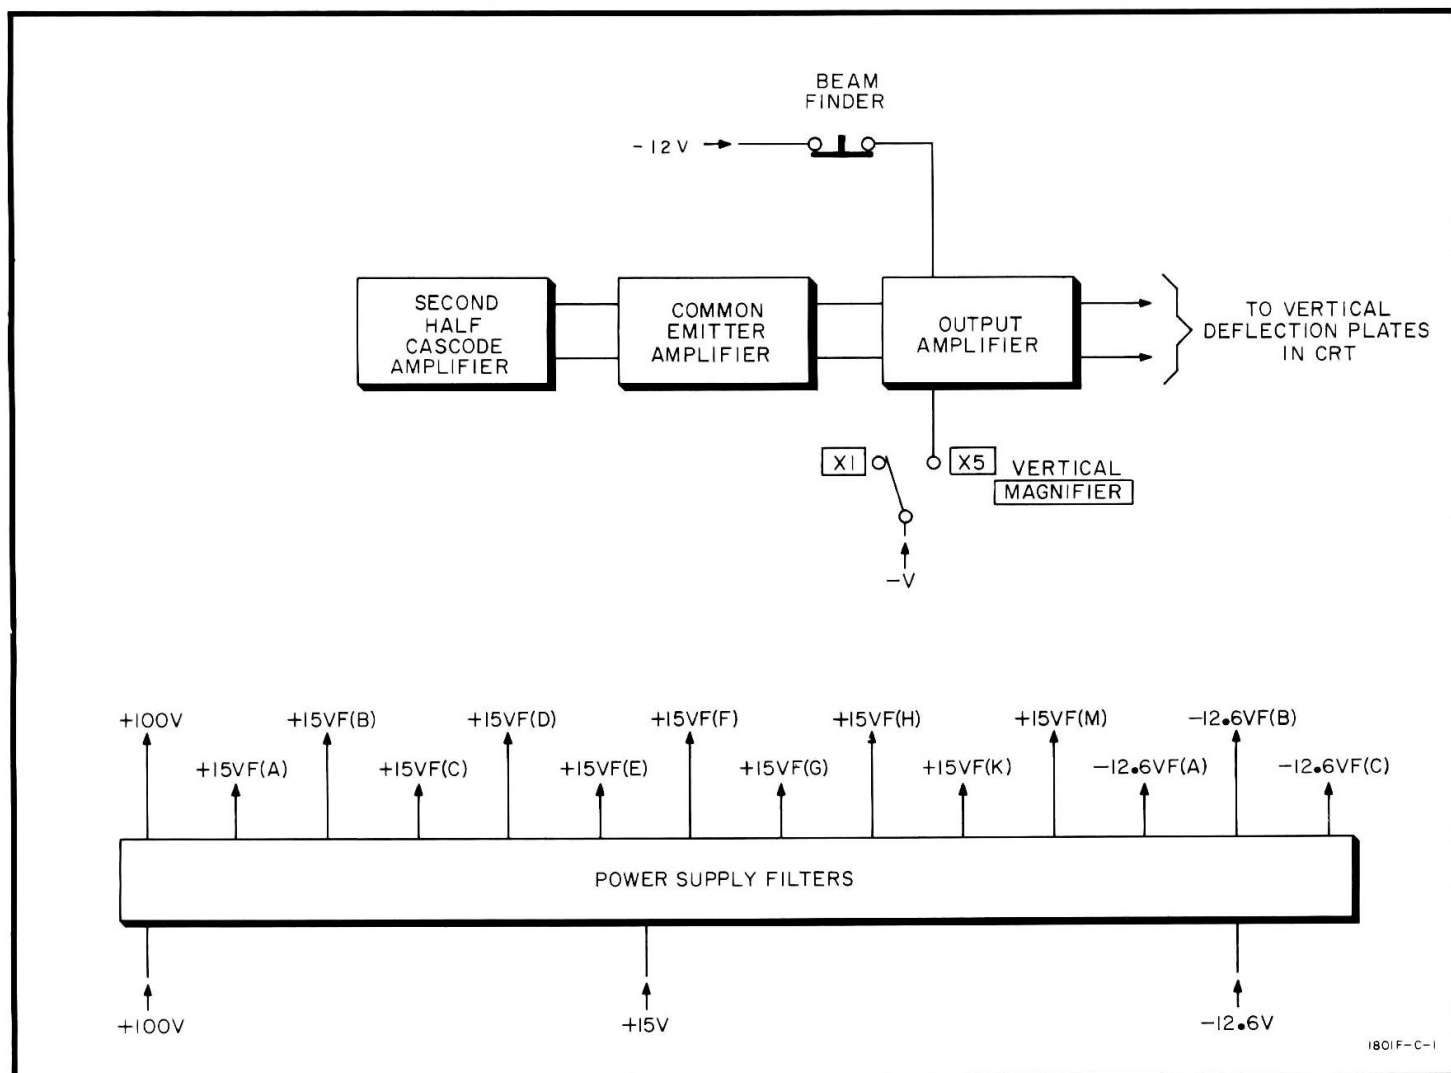 BEAM
FINDER
-12V
SECOND
HALF
CASCODE
AMPLIFIER
COMMON
EMITTER
AMPLIFIER
OUTPUT
AMPLIFIER
TO VERTICAL
DEFLECTION PLATES
IN CRT
X1
X5
VERTICAL
MAGNIFIER
-V
+100V
+15VF(B)
+15VF(D)
+15VF(F)
+15VF(H)
+15VF(M)
-12.6VF(B)
+15VF(A)
+15VF(C)
+15VF(E)
+15VF(G)
+15VF(K)
-12.6VF(A)
-12.6VF(C)
POWER SUPPLY FILTERS
+100V
+15V
-12.6V
1801F-C-1